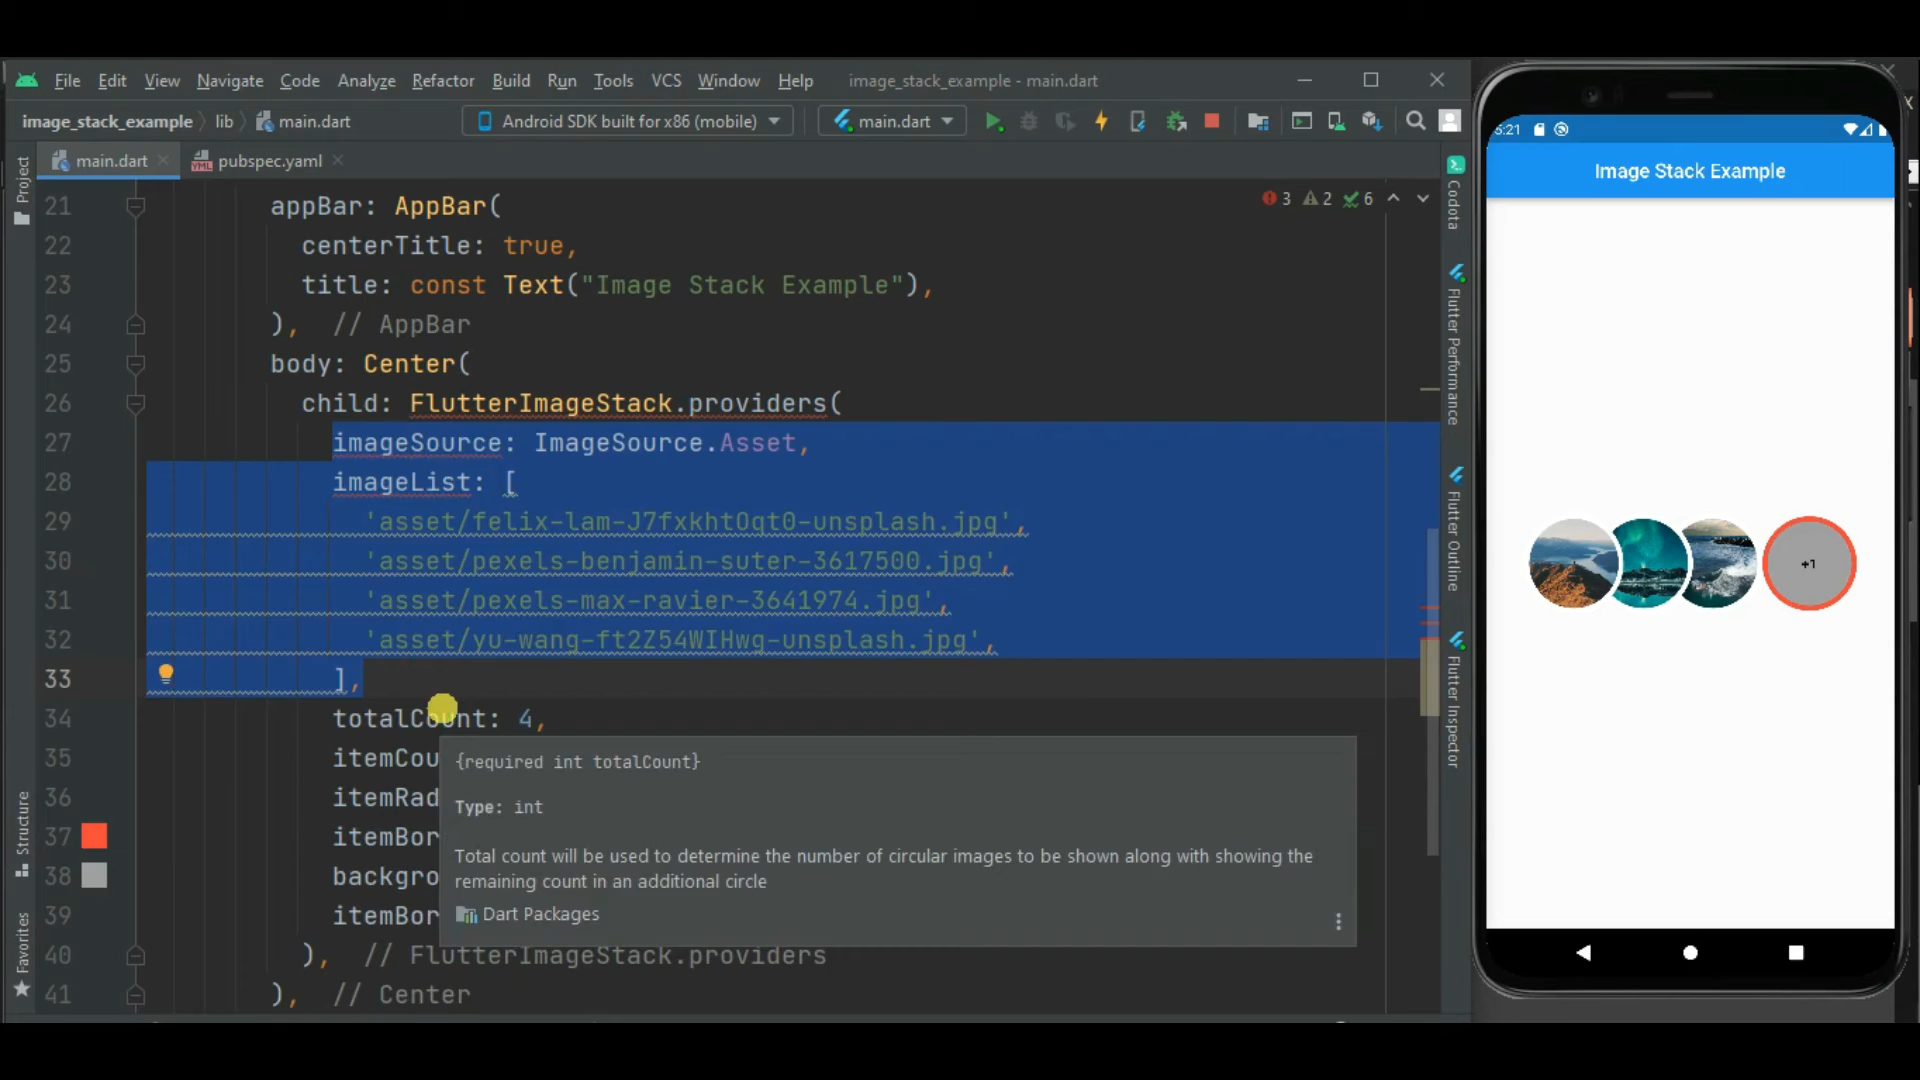 File Edit View Navigate Code Analyze Refactor Build Run Tools VCS Window Help image_stack_example - main.dart
image_stack_example lib main.dart Android SDK built for x86 (mobile) main.dart
main.dart pubspec.yaml
Project
Structure
Favorites
3 2 6
21 appBar: AppBar(
22 centerTitle: true,
23 title: const Text("Image Stack Example"),
24 ), // AppBar
25 body: Center(
26 child: FlutterImageStack.providers(
27 imageSource: ImageSource.Asset,
28 imageList: [
29 'asset/felix-lam-J7fxkhtOqt0-unsplash.jpg',
30 'asset/pexels-benjamin-suter-3617500.jpg',
31 'asset/pexels-max-ravier-3641974.jpg',
32 'asset/yu-wang-ft2Z54WIHwg-unsplash.jpg',
33 ],
34 totalCount: 4,
35 itemCou
36 itemRad
37 itemBor
38 backgro
39 itemBor
40 ), // FlutterImageStack.providers
41 ), // Center
{required int totalCount}
Type: int
Total count will be used to determine the number of circular images to be shown along with showing the
remaining count in an additional circle
Dart Packages
Codota
Flutter Performance
Flutter Outline
Flutter Inspector
5:21
Image Stack Example
+1